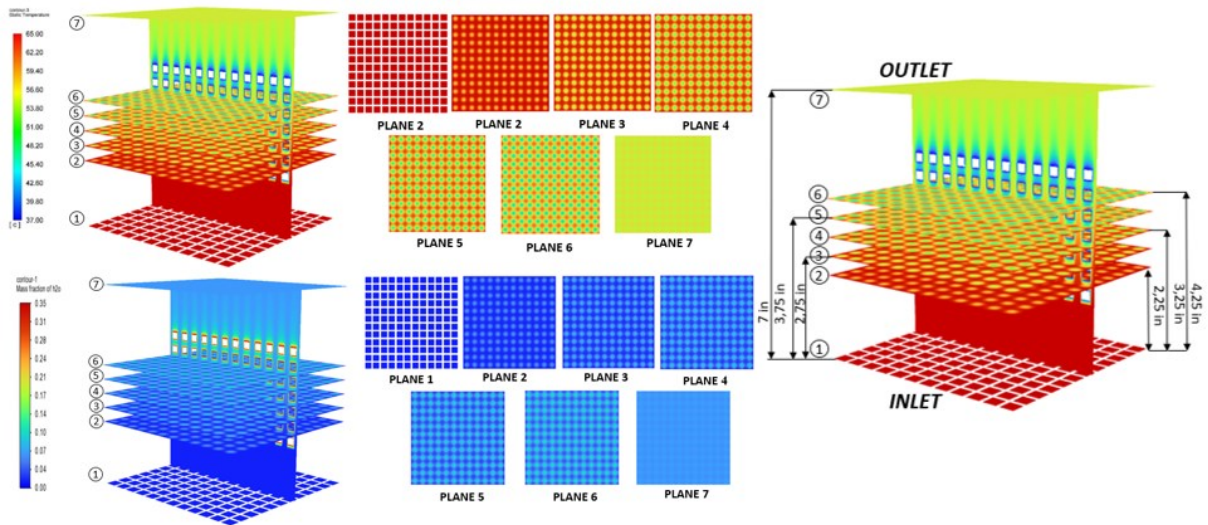 contour-3
Static Temperature
65.00
62.20
59.40
56.60
53.80
51.00
48.20
45.40
42.60
39.80
37.00
[ c ]
⑦
⑥
⑤
④
③
②
①
PLANE 2
PLANE 2
PLANE 3
PLANE 4
PLANE 5
PLANE 6
PLANE 7
contour-1
Mass fraction of h2o
0.35
0.31
0.28
0.24
0.21
0.17
0.14
0.10
0.07
0.04
0.00
⑦
⑥
⑤
④
③
②
①
PLANE 1
PLANE 2
PLANE 3
PLANE 4
PLANE 5
PLANE 6
PLANE 7
OUTLET
⑦
⑥
⑤
④
③
②
①
7 in
3,75 in
2,75 in
2,25 in
3,25 in
4,25 in
INLET